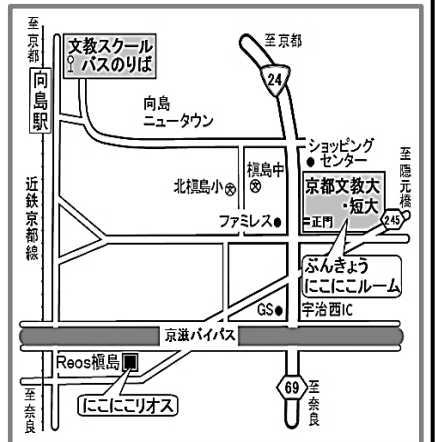 至京都
文教スクール
バスのりば
向島駅
近鉄京都線
至奈良
至京都
24
向島
ニュータウン
ショッピング
センター
至隠元橋
槇島中
北槇島小
京都文教大
・短大
正門
ファミレス
245
ぶんきょう
にこにこルーム
GS
宇治西IC
京滋バイパス
Reos槇島
にこにこリオス
69
至奈良